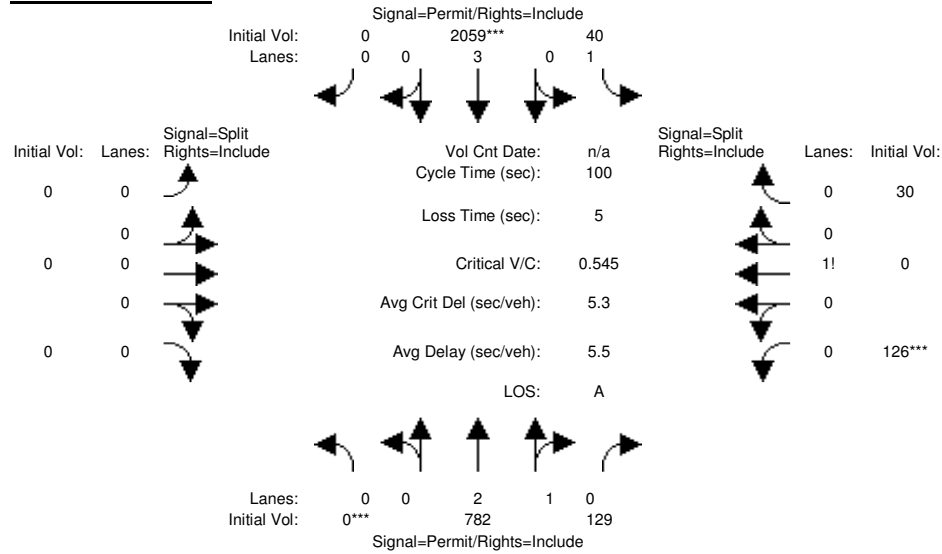 Signal=Permit/Rights=Include
Initial Vol: 0 2059*** 40
Lanes: 0 0 3 0 1
Signal=Split
Initial Vol: Lanes: Rights=Include
Vol Cnt Date: n/a
Signal=Split
Rights=Include Lanes: Initial Vol:
Cycle Time (sec): 100
0 0
0 30
Loss Time (sec): 5
0
0
0 0
Critical V/C: 0.545
1! 0
0
Avg Crit Del (sec/veh): 5.3
0
0 0
Avg Delay (sec/veh): 5.5
0 126***
LOS: A
Lanes: 0 0 2 1 0
Initial Vol: 0*** 782 129
Signal=Permit/Rights=Include